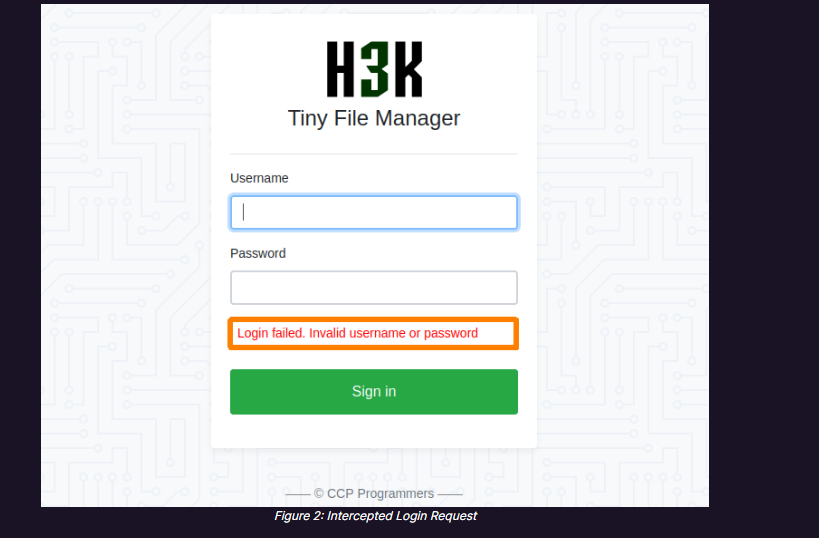 H3K
Tiny File Manager
Username
Password
Login failed. Invalid username or password
Sign in
—— © CCP Programmers ——
Figure 2: Intercepted Login Request